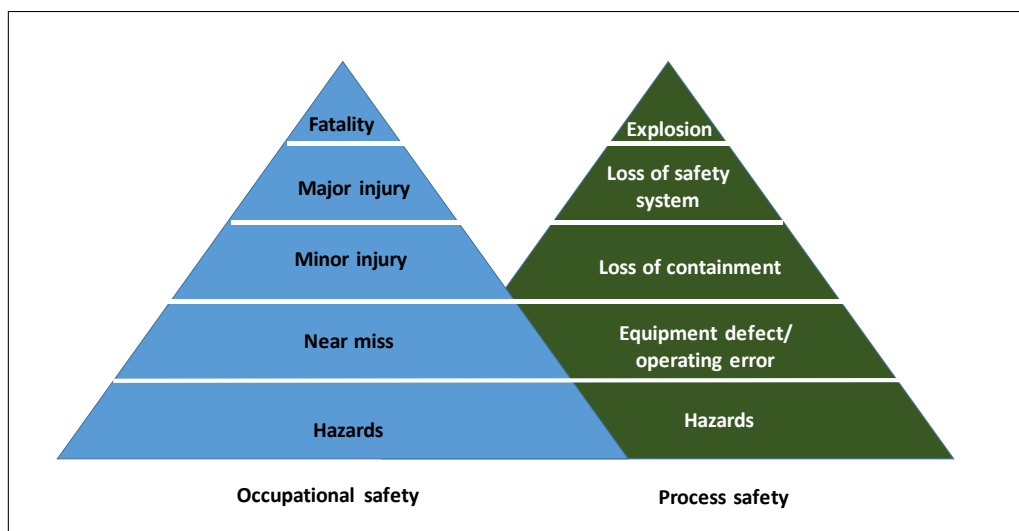 Fatality
Major injury
Minor injury
Near miss
Hazards
Occupational safety
Explosion
Loss of safety
system
Loss of containment
Equipment defect/
operating error
Hazards
Process safety